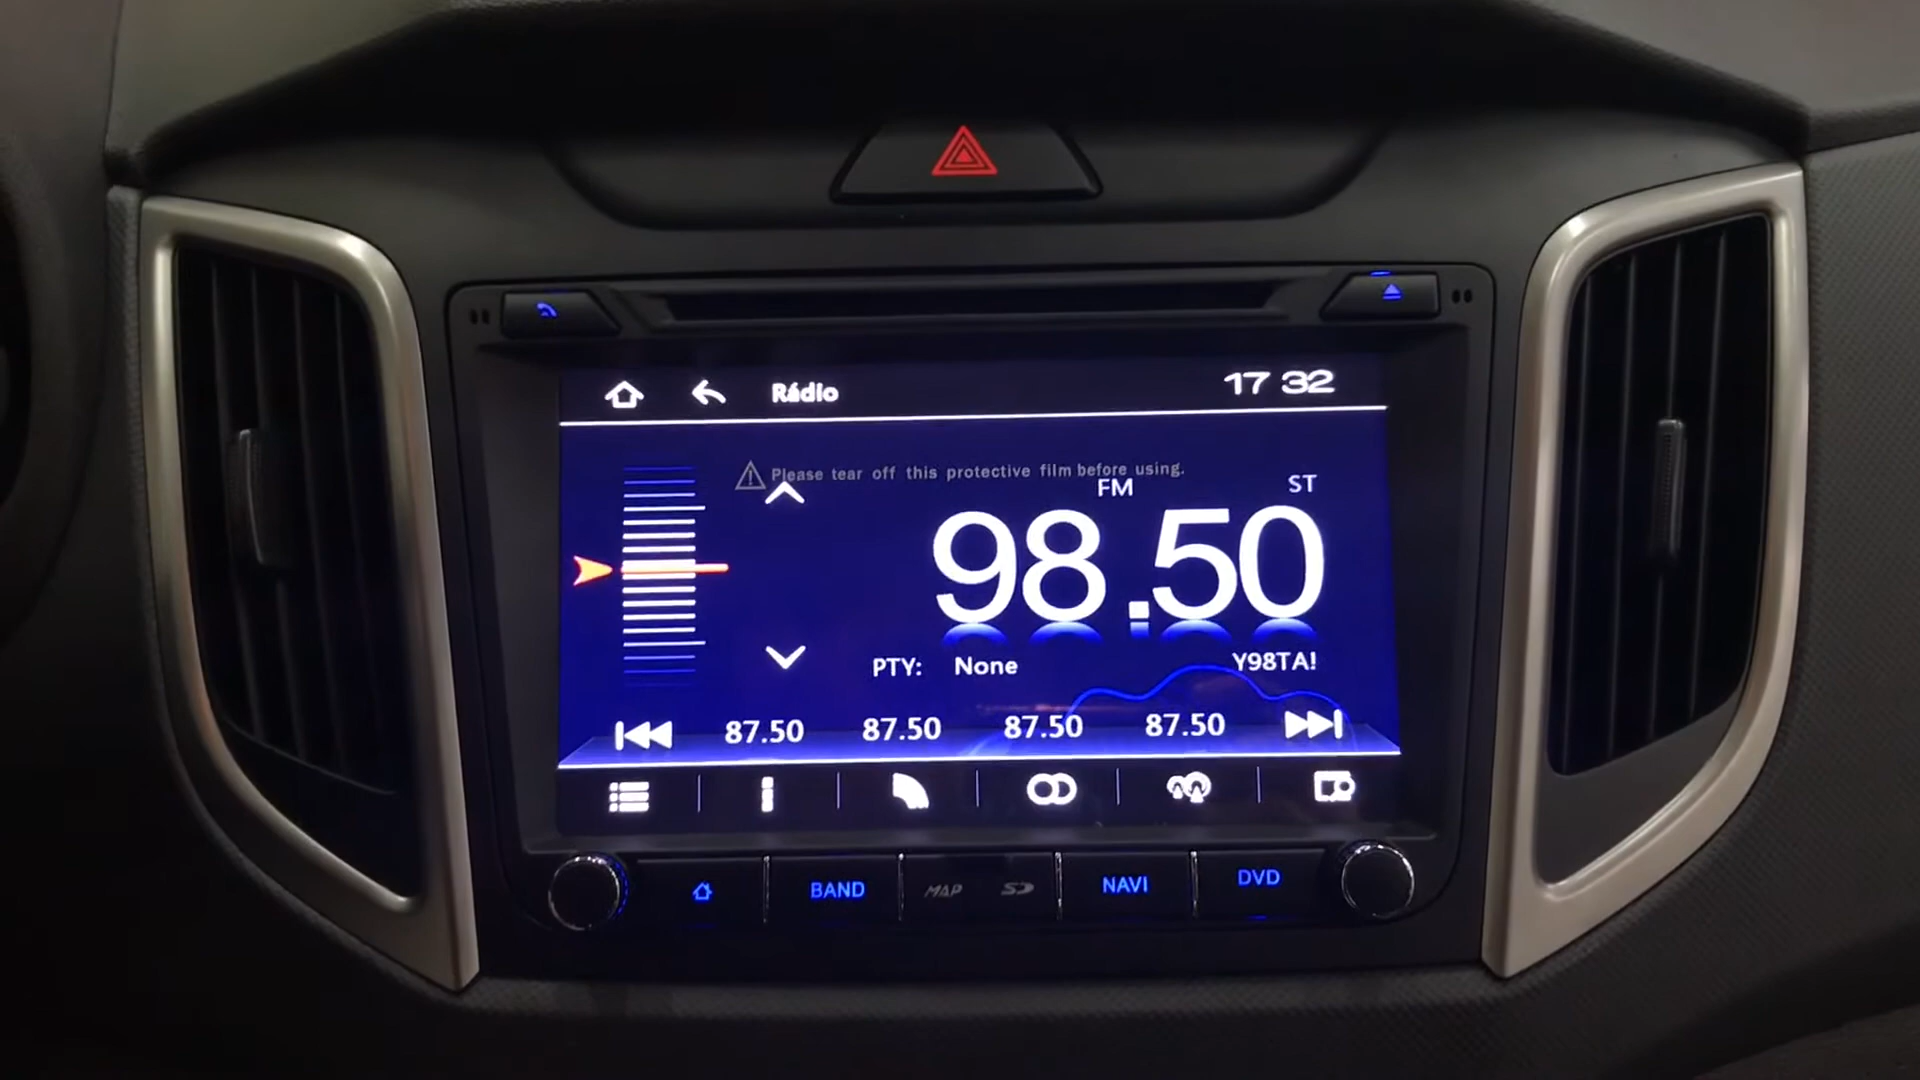 Rádio
17 32
Please tear off this protective film before using.
FM
ST
98.50
PTY: None
Y98TA!
87.50 87.50 87.50 87.50
BAND MAP SD NAVI DVD